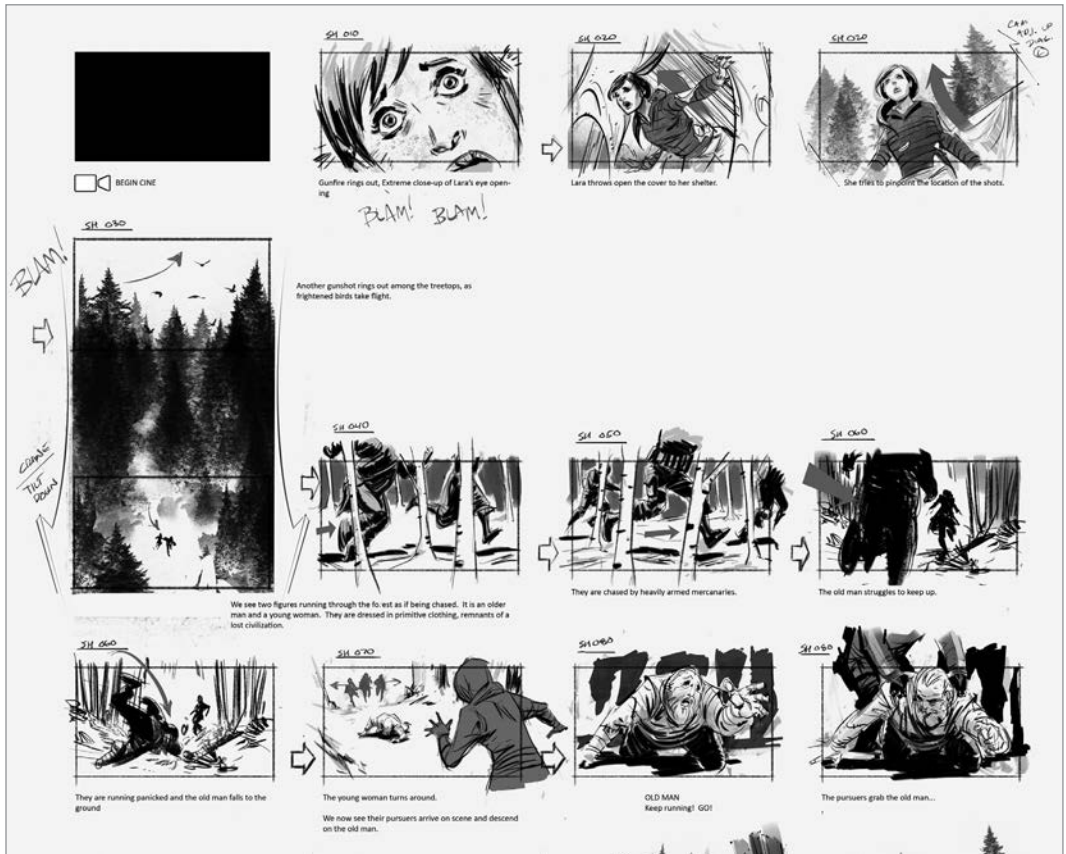 SH 010
SH 020
SH 020
CAM
ADJ. UP
DIAG.
BEGIN CINE
Gunfire rings out, Extreme close-up of Lara's eye open-
ing
Lara throws open the cover to her shelter.
She tries to pinpoint the location of the shots.
BLAM! BLAM!
SH 030
BLAM!
Another gunshot rings out among the treetops, as
frightened birds take flight.
CRANE
TILT
DOWN
SH 040
SH 050
SH 060
We see two figures running through the forest as if being chased. It is an older
man and a young woman. They are dressed in primitive clothing, remnants of a
lost civilization.
They are chased by heavily armed mercanaries.
The old man struggles to keep up.
SH 060
SH 070
SH 080
SH 080
They are running panicked and the old man falls to the
ground
The young woman turns around.
We now see their pursuers arrive on scene and descend
on the old man.
OLD MAN
Keep running! GO!
The pursuers grab the old man...